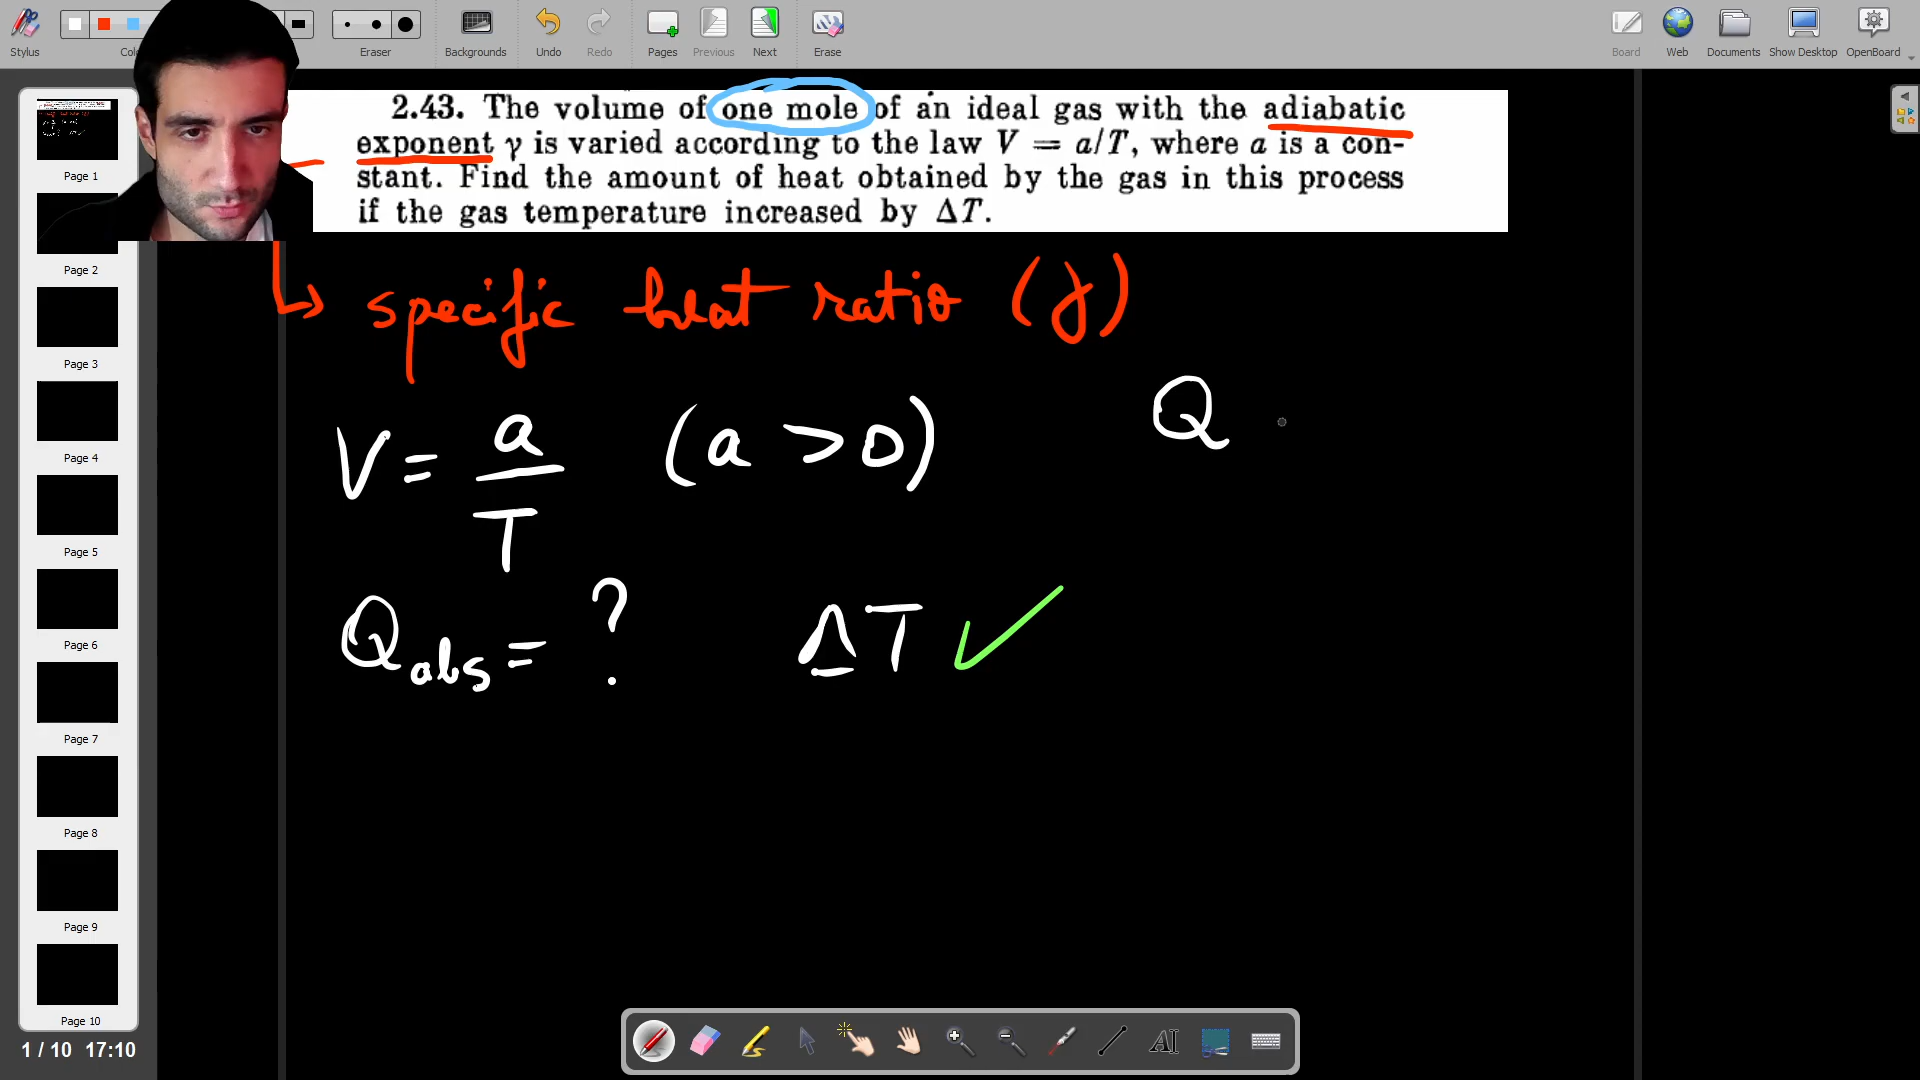 Stylus
Eraser
Backgrounds
Undo
Redo
Pages
Previous
Next
Erase
Board
Web
Documents
Show Desktop
OpenBoard
Page 1
Page 2
Page 3
Page 4
Page 5
Page 6
Page 7
Page 8
Page 9
Page 10
1 / 10 17:10
2.43. The volume of one mole of an ideal gas with the adiabatic
exponent γ is varied according to the law V = a/T, where a is a con-
stant. Find the amount of heat obtained by the gas in this process
if the gas temperature increased by ΔT.
specific heat ratio (γ)
V = a/T (a > 0)
Q
Q abs = ? ΔT ✓
AI